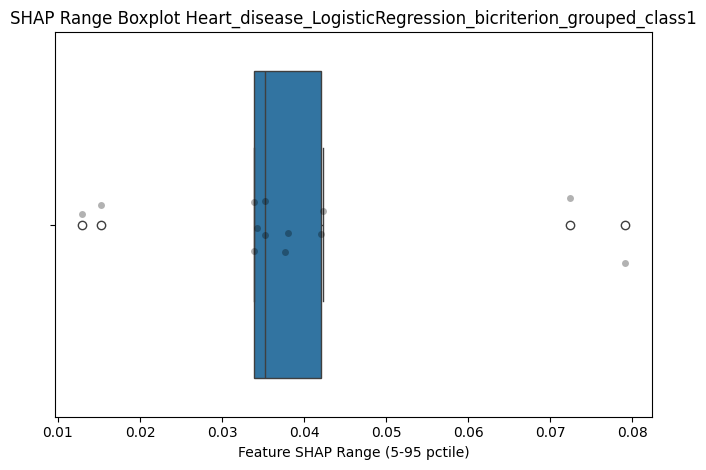 SHAP Range Boxplot Heart_disease_LogisticRegression_bicriterion_grouped_class1
0.01 0.02 0.03 0.04 0.05 0.06 0.07 0.08
Feature SHAP Range (5-95 pctile)